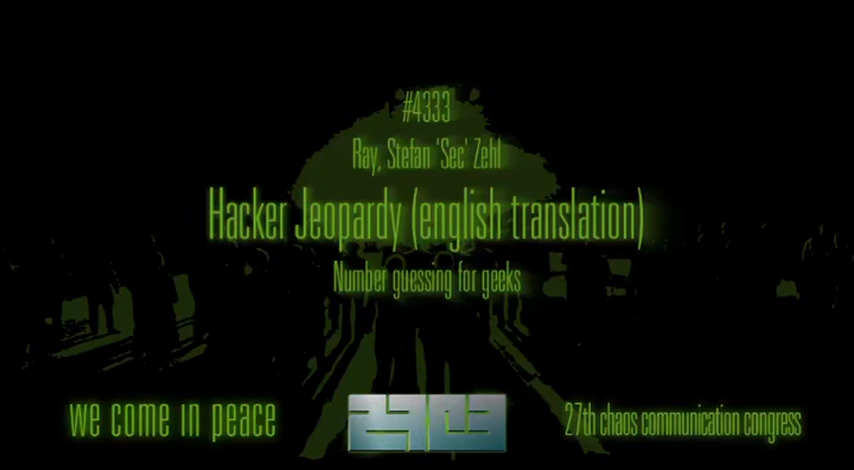 #4333
Ray, Stefan 'Sec' Zehl
Hacker Jeopardy (english translation)
Number guessing for geeks
we come in peace
27c3
27th chaos communication congress